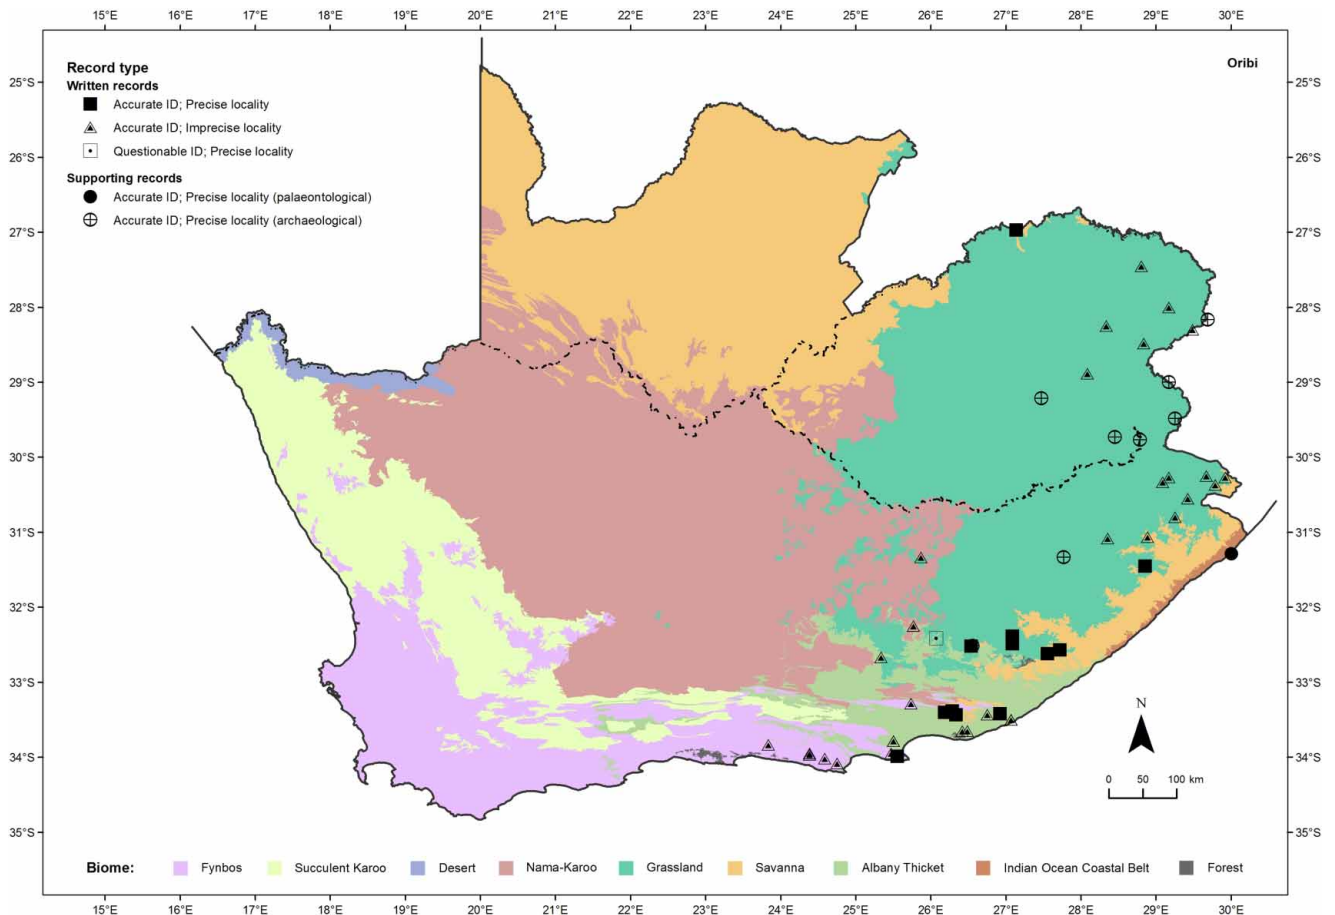 15°E 16°E 17°E 18°E 19°E 20°E 21°E 22°E 23°E 24°E 25°E 26°E 27°E 28°E 29°E 30°E
Oribi
Record type
Written records
Accurate ID; Precise locality
Accurate ID; Imprecise locality
Questionable ID; Precise locality
Supporting records
Accurate ID; Precise locality (palaeontological)
Accurate ID; Precise locality (archaeological)
25°S 25°S
26°S 26°S
27°S 27°S
28°S 28°S
29°S 29°S
30°S 30°S
31°S 31°S
32°S 32°S
33°S 33°S
N
34°S 34°S
0 50 100 km
35°S 35°S
Biome: Fynbos Succulent Karoo Desert Nama-Karoo Grassland Savanna Albany Thicket Indian Ocean Coastal Belt Forest
15°E 16°E 17°E 18°E 19°E 20°E 21°E 22°E 23°E 24°E 25°E 26°E 27°E 28°E 29°E 30°E